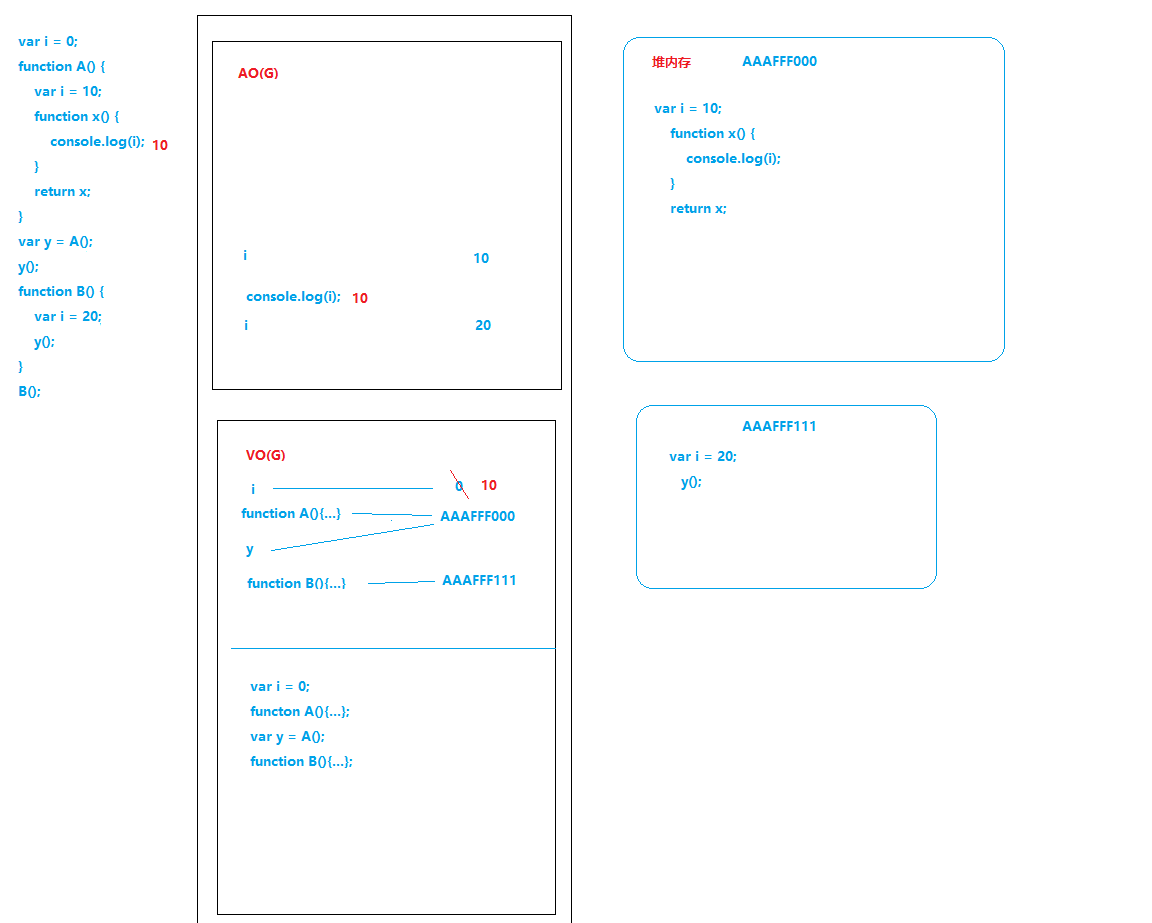 var i = 0;
function A() {
var i = 10;
function x() {
console.log(i); 10
}
return x;
}
var y = A();
y();
function B() {
var i = 20;
y();
}
B();
AO(G)
i 10
console.log(i); 10
i 20
VO(G)
i 0 10
function A(){...} AAAFFF000
y
function B(){...} AAAFFF111
var i = 0;
functon A(){...};
var y = A();
function B(){...};
堆内存 AAAFFF000
var i = 10;
function x() {
console.log(i);
}
return x;
AAAFFF111
var i = 20;
y();